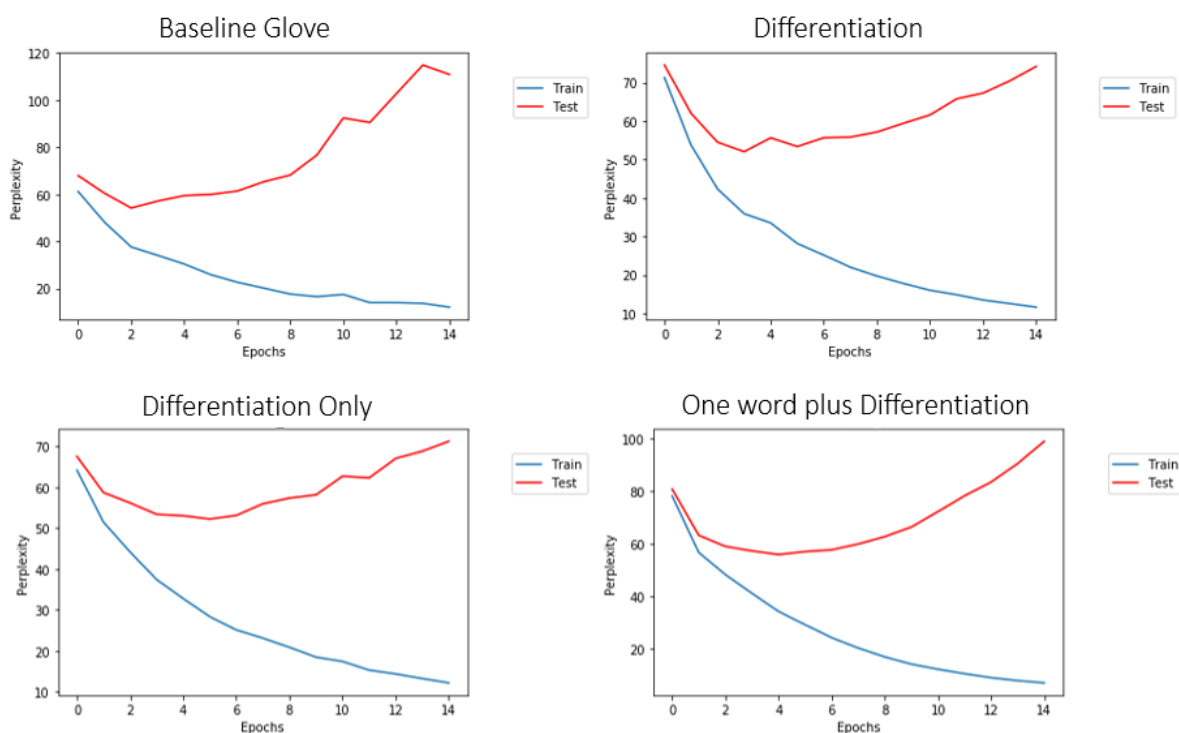 Baseline Glove
120
100
80
60
40
20
0 2 4 6 8 10 12 14
Perplexity
Epochs
Train
Test
Differentiation
70
60
50
40
30
20
10
0 2 4 6 8 10 12 14
Perplexity
Epochs
Train
Test
Differentiation Only
70
60
50
40
30
20
10
0 2 4 6 8 10 12 14
Perplexity
Epochs
Train
Test
One word plus Differentiation
100
80
60
40
20
0 2 4 6 8 10 12 14
Perplexity
Epochs
Train
Test